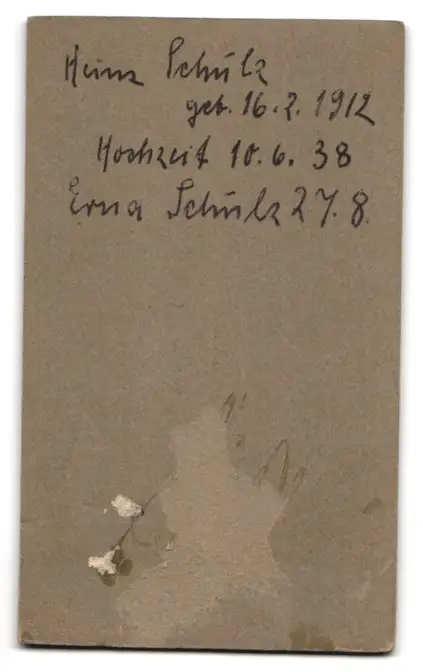 Heinz Schulz
geb. 16.2.1912
Hochzeit 10.6.38
Erna Schulz 27.8.